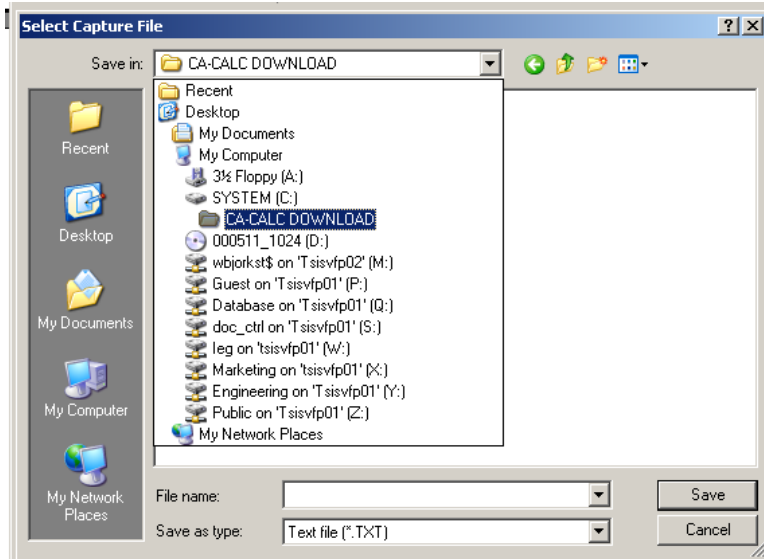 Select Capture File
Save in:
CA-CALC DOWNLOAD
Recent
Desktop
My Documents
My Computer
3½ Floppy (A:)
SYSTEM (C:)
CA-CALC DOWNLOAD
000511_1024 (D:)
wbjorkst$ on 'Tsisvfp02' (M:)
Guest on 'Tsisvfp01' (P:)
Database on 'Tsisvfp01' (Q:)
doc_ctrl on 'Tsisvfp01' (S:)
leg on 'tsisvfp01' (W:)
Marketing on 'tsisvfp01' (X:)
Engineering on 'Tsisvfp01' (Y:)
Public on 'Tsisvfp01' (Z:)
My Network Places
Recent
Desktop
My Documents
My Computer
My Network
Places
File name:
Save
Save as type:
Text file (*.TXT)
Cancel